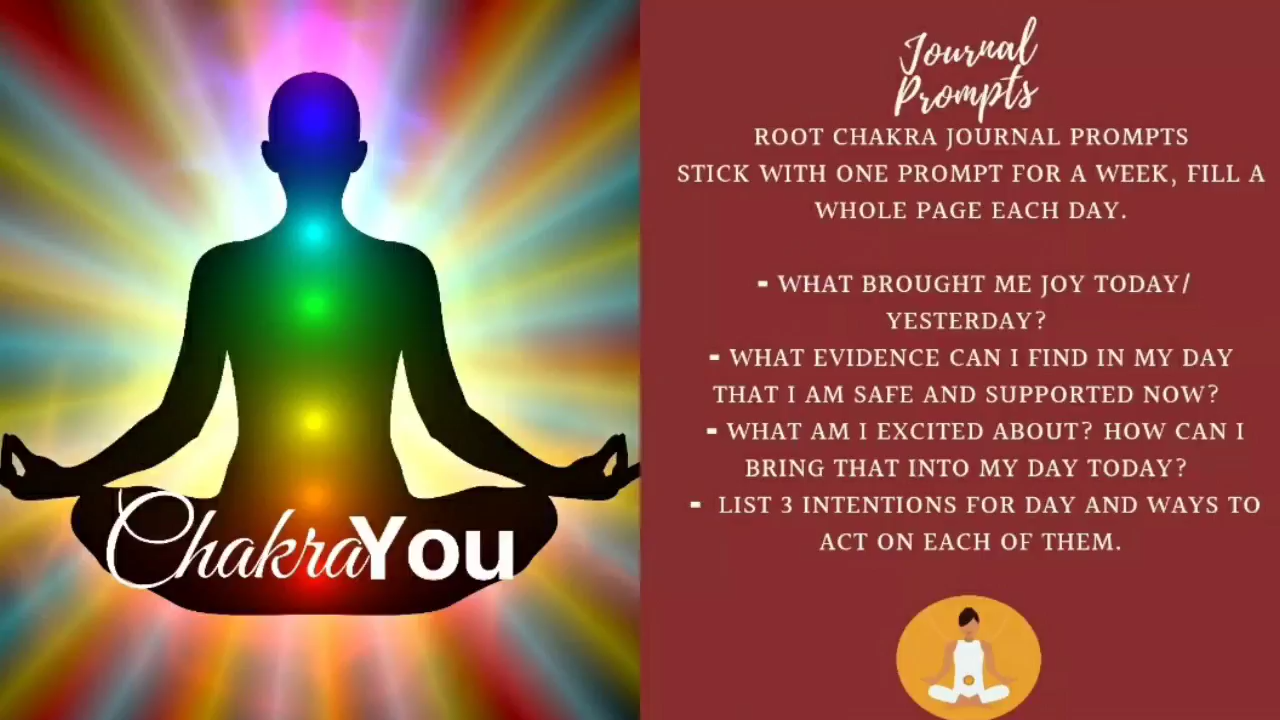 ChakraYou
Journal
Prompts
ROOT CHAKRA JOURNAL PROMPTS
STICK WITH ONE PROMPT FOR A WEEK, FILL A
WHOLE PAGE EACH DAY.
- WHAT BROUGHT ME JOY TODAY/
YESTERDAY?
- WHAT EVIDENCE CAN I FIND IN MY DAY
THAT I AM SAFE AND SUPPORTED NOW?
- WHAT AM I EXCITED ABOUT? HOW CAN I
BRING THAT INTO MY DAY TODAY?
- LIST 3 INTENTIONS FOR DAY AND WAYS TO
ACT ON EACH OF THEM.